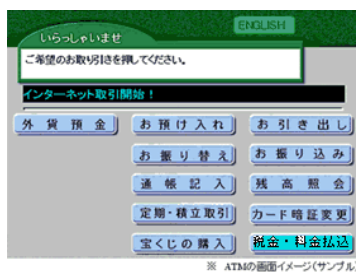 ENGLISH
いらっしゃいませ
ご希望のお取り引きを押してください。
インターネット取引開始！
外貨預金 お預け入れ お引き出し
お振り替え お振り込み
通帳記入 残高照会
定期・積立取引 カード暗証変更
宝くじの購入 税金・料金払込
※ ATMの画面イメージ(サンプル